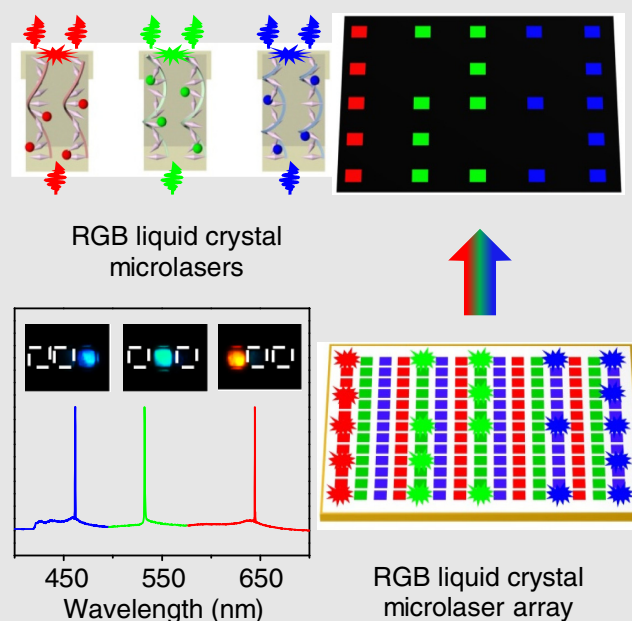 RGB liquid crystal
microlasers
450
550
650
Wavelength (nm)
RGB liquid crystal
microlaser array